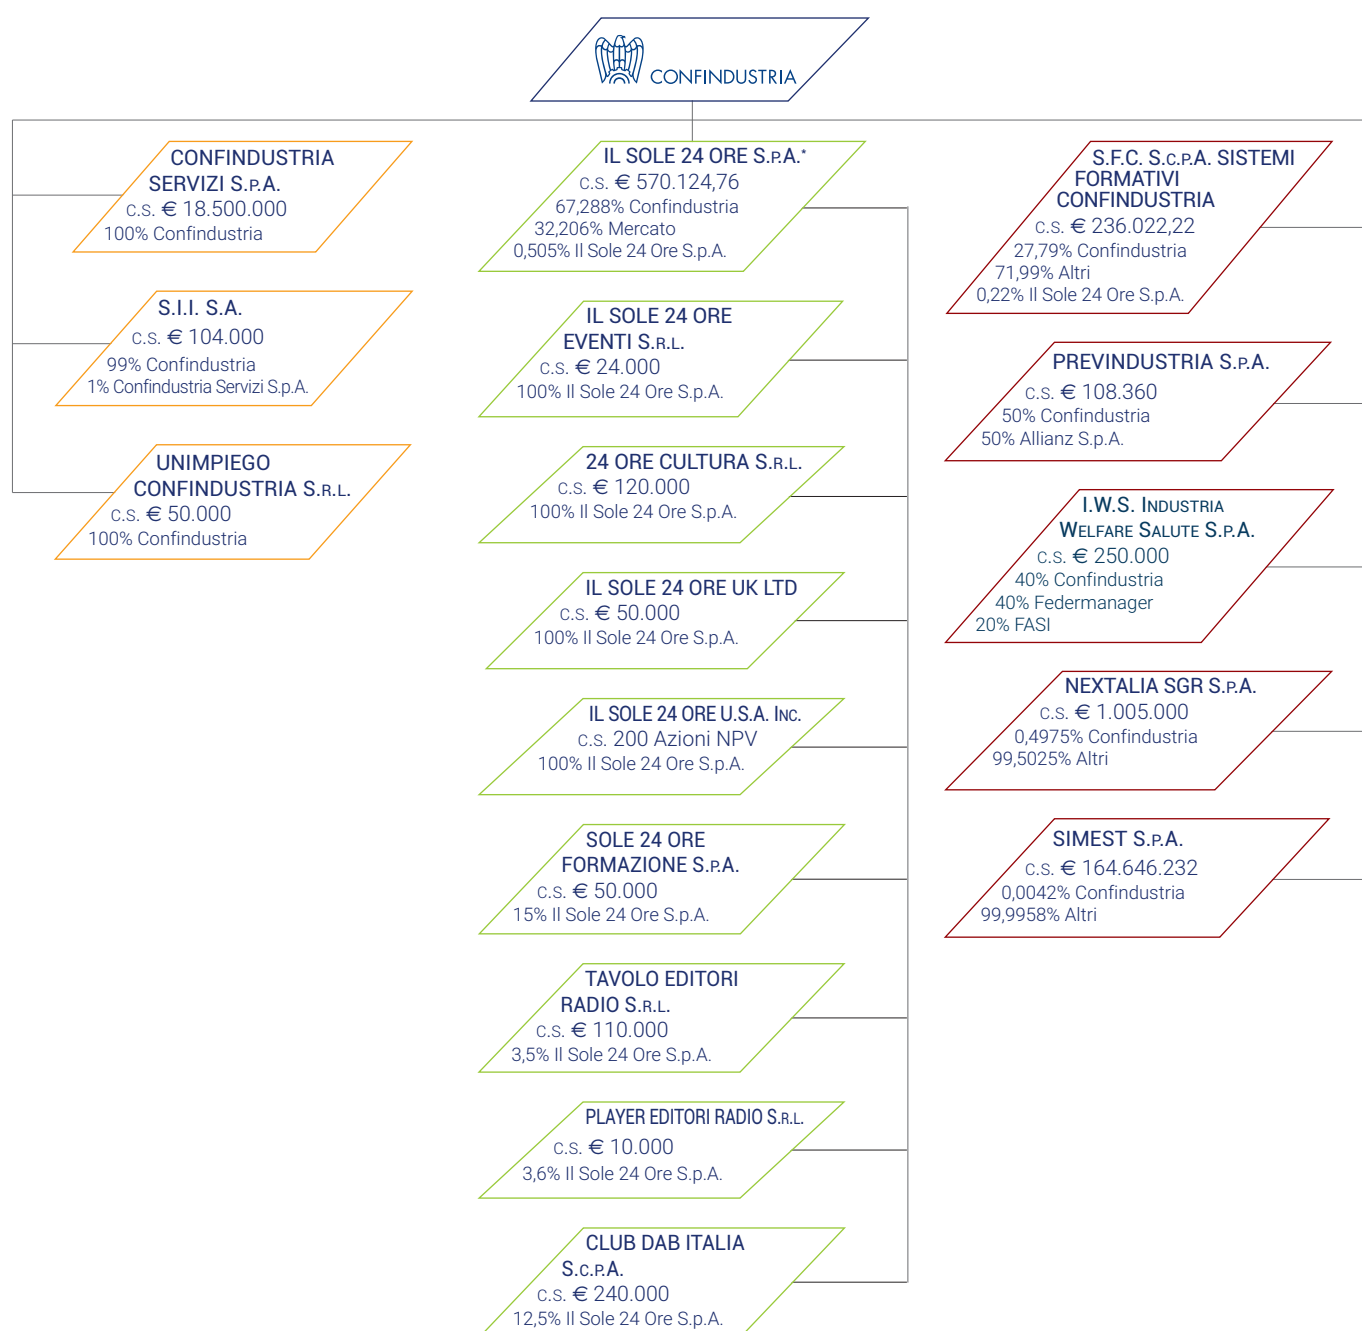 CONFINDUSTRIA
CONFINDUSTRIA
SERVIZI S.P.A.
C.S. € 18.500.000
100% Confindustria
S.I.I. S.A.
C.S. € 104.000
99% Confindustria
1% Confindustria Servizi S.p.A.
UNIMPIEGO
CONFINDUSTRIA S.R.L.
C.S. € 50.000
100% Confindustria
IL SOLE 24 ORE S.P.A.*
C.S. € 570.124,76
67,288% Confindustria
32,206% Mercato
0,505% Il Sole 24 Ore S.p.A.
IL SOLE 24 ORE
EVENTI S.R.L.
C.S. € 24.000
100% Il Sole 24 Ore S.p.A.
24 ORE CULTURA S.R.L.
C.S. € 120.000
100% Il Sole 24 Ore S.p.A.
IL SOLE 24 ORE UK LTD
C.S. € 50.000
100% Il Sole 24 Ore S.p.A.
IL SOLE 24 ORE U.S.A. INC.
C.S. 200 Azioni NPV
100% Il Sole 24 Ore S.p.A.
SOLE 24 ORE
FORMAZIONE S.P.A.
C.S. € 50.000
15% Il Sole 24 Ore S.p.A.
TAVOLO EDITORI
RADIO S.R.L.
C.S. € 110.000
3,5% Il Sole 24 Ore S.p.A.
PLAYER EDITORI RADIO S.R.L.
C.S. € 10.000
3,6% Il Sole 24 Ore S.p.A.
CLUB DAB ITALIA
S.C.P.A.
C.S. € 240.000
12,5% Il Sole 24 Ore S.p.A.
S.F.C. S.C.P.A. SISTEMI
FORMATIVI
CONFINDUSTRIA
C.S. € 236.022,22
27,79% Confindustria
71,99% Altri
0,22% Il Sole 24 Ore S.p.A.
PREVINDUSTRIA S.P.A.
C.S. € 108.360
50% Confindustria
50% Allianz S.p.A.
I.W.S. INDUSTRIA
WELFARE SALUTE S.P.A.
C.S. € 250.000
40% Confindustria
40% Federmanager
20% FASI
NEXTALIA SGR S.P.A.
C.S. € 1.005.000
0,4975% Confindustria
99,5025% Altri
SIMEST S.P.A.
C.S. € 164.646.232
0,0042% Confindustria
99,9958% Altri